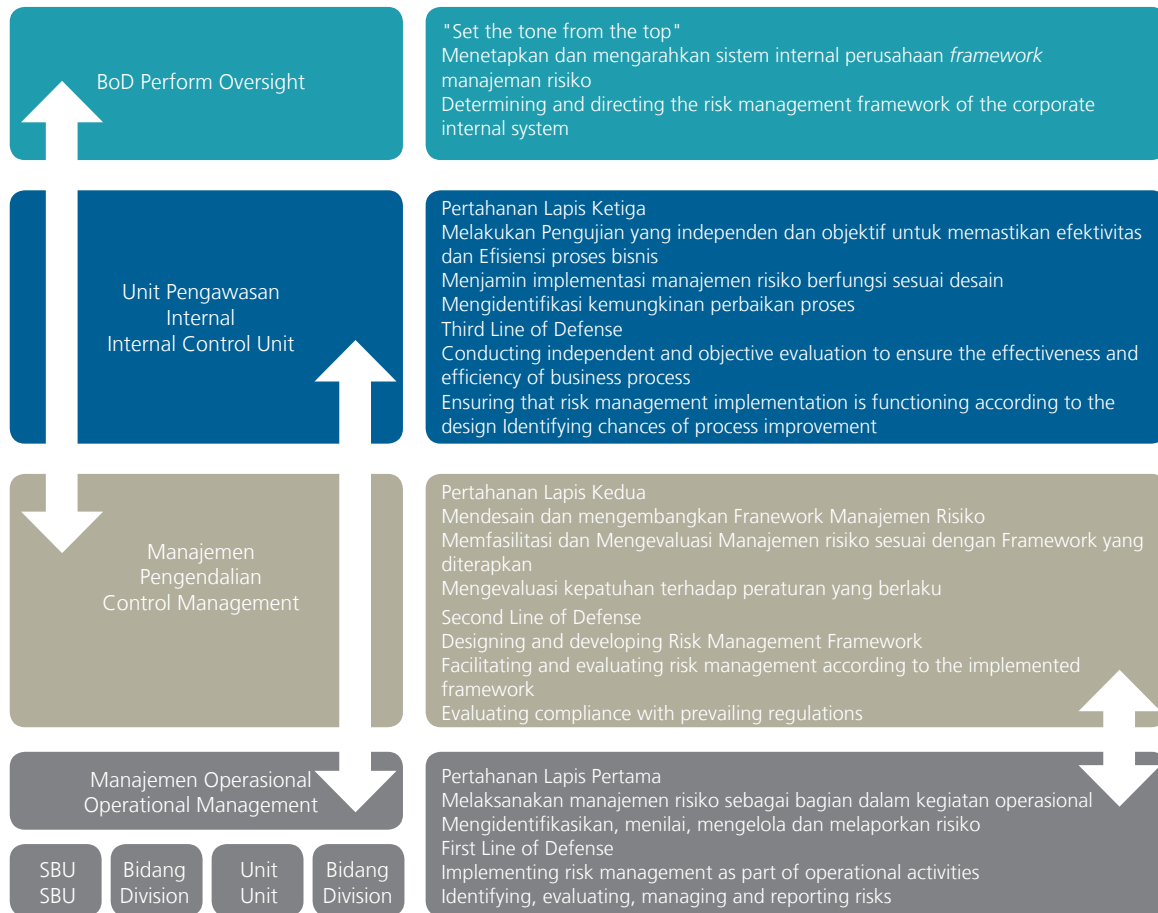 BoD Perform Oversight
"Set the tone from the top"
Menetapkan dan mengarahkan sistem internal perusahaan framework
manajeman risiko
Determining and directing the risk management framework of the corporate
internal system
Unit Pengawasan
Internal
Internal Control Unit
Pertahanan Lapis Ketiga
Melakukan Pengujian yang independen dan objektif untuk memastikan efektivitas
dan Efisiensi proses bisnis
Menjamin implementasi manajemen risiko berfungsi sesuai desain
Mengidentifikasi kemungkinan perbaikan proses
Third Line of Defense
Conducting independent and objective evaluation to ensure the effectiveness and
efficiency of business process
Ensuring that risk management implementation is functioning according to the
design Identifying chances of process improvement
Manajemen
Pengendalian
Control Management
Pertahanan Lapis Kedua
Mendesain dan mengembangkan Franework Manajemen Risiko
Memfasilitasi dan Mengevaluasi Manajemen risiko sesuai dengan Framework yang
diterapkan
Mengevaluasi kepatuhan terhadap peraturan yang berlaku
Second Line of Defense
Designing and developing Risk Management Framework
Facilitating and evaluating risk management according to the implemented
framework
Evaluating compliance with prevailing regulations
Manajemen Operasional
Operational Management
SBU
SBU
Bidang
Division
Unit
Unit
Bidang
Division
Pertahanan Lapis Pertama
Melaksanakan manajemen risiko sebagai bagian dalam kegiatan operasional
Mengidentifikasikan, menilai, mengelola dan melaporkan risiko
First Line of Defense
Implementing risk management as part of operational activities
Identifying, evaluating, managing and reporting risks